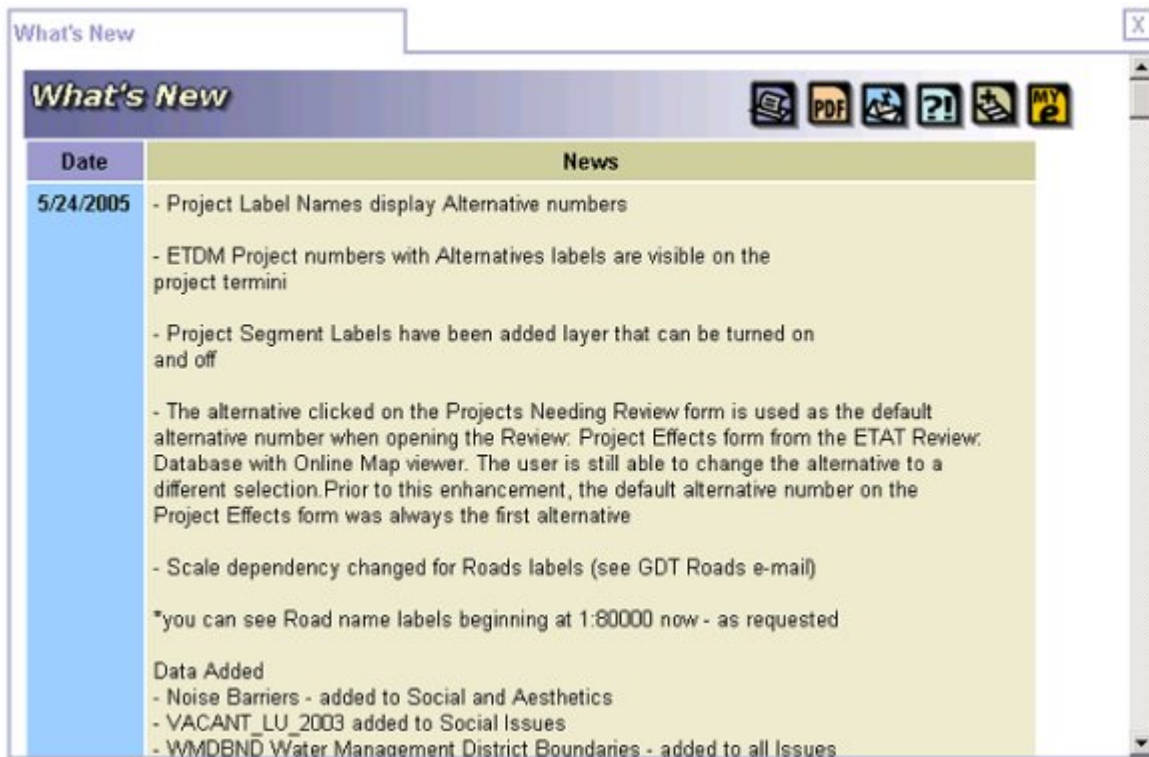 What's New
X
What's New
PDF
?!
MY
e
Date
News
5/24/2005
- Project Label Names display Alternative numbers
- ETDM Project numbers with Alternatives labels are visible on the
project termini
- Project Segment Labels have been added layer that can be turned on
and off
- The alternative clicked on the Projects Needing Review form is used as the default
alternative number when opening the Review: Project Effects form from the ETAT Review:
Database with Online Map viewer. The user is still able to change the alternative to a
different selection.Prior to this enhancement, the default alternative number on the
Project Effects form was always the first alternative
- Scale dependency changed for Roads labels (see GDT Roads e-mail)
*you can see Road name labels beginning at 1:80000 now - as requested
Data Added
- Noise Barriers - added to Social and Aesthetics
- VACANT_LU_2003 added to Social Issues
- WMDBND Water Management District Boundaries - added to all Issues